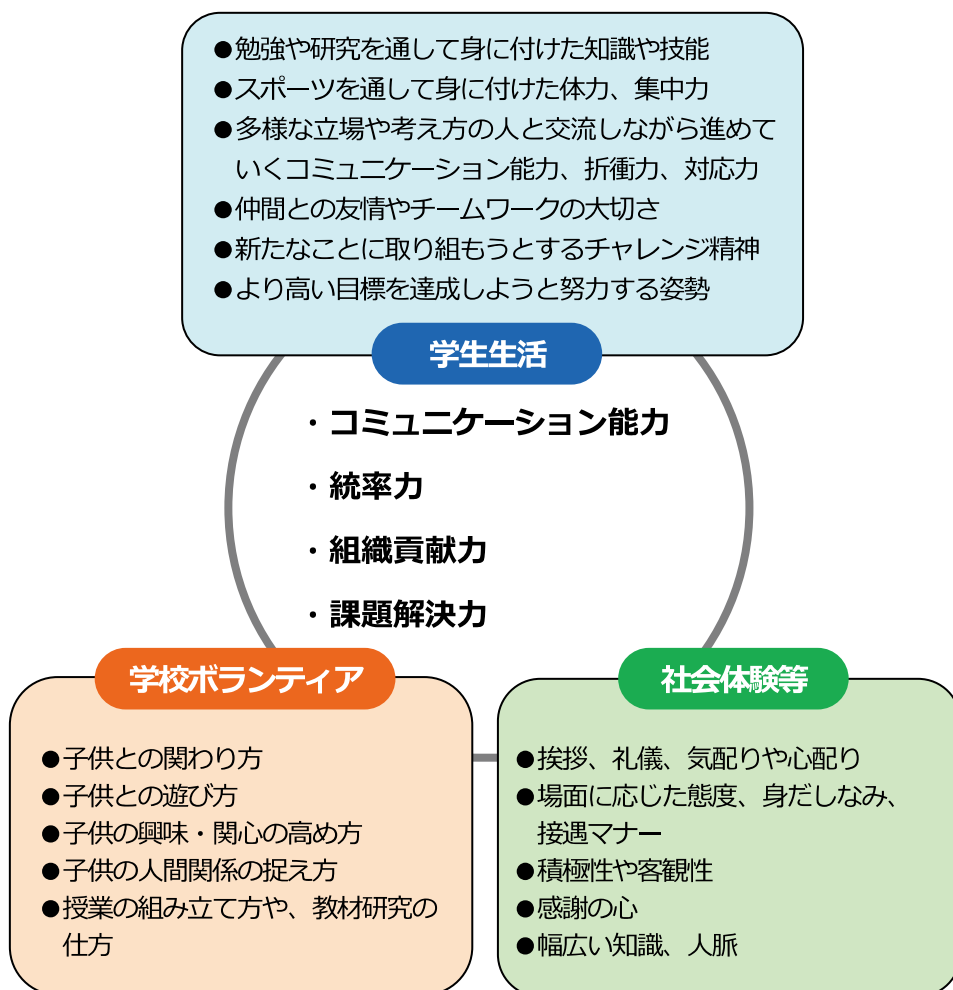 ●勉強や研究を通して身に付けた知識や技能
●スポーツを通して身に付けた体力、集中力
●多様な立場や考え方の人と交流しながら進めて
いくコミュニケーション能力、折衝力、対応力
●仲間との友情やチームワークの大切さ
●新たなことに取り組もうとするチャレンジ精神
●より高い目標を達成しようと努力する姿勢
学生生活
・コミュニケーション能力
・統率力
・組織貢献力
・課題解決力
学校ボランティア
●子供との関わり方
●子供との遊び方
●子供の興味・関心の高め方
●子供の人間関係の捉え方
●授業の組み立て方や、教材研究の
仕方
社会体験等
●挨拶、礼儀、気配りや心配り
●場面に応じた態度、身だしなみ、
接遇マナー
●積極性や客観性
●感謝の心
●幅広い知識、人脈